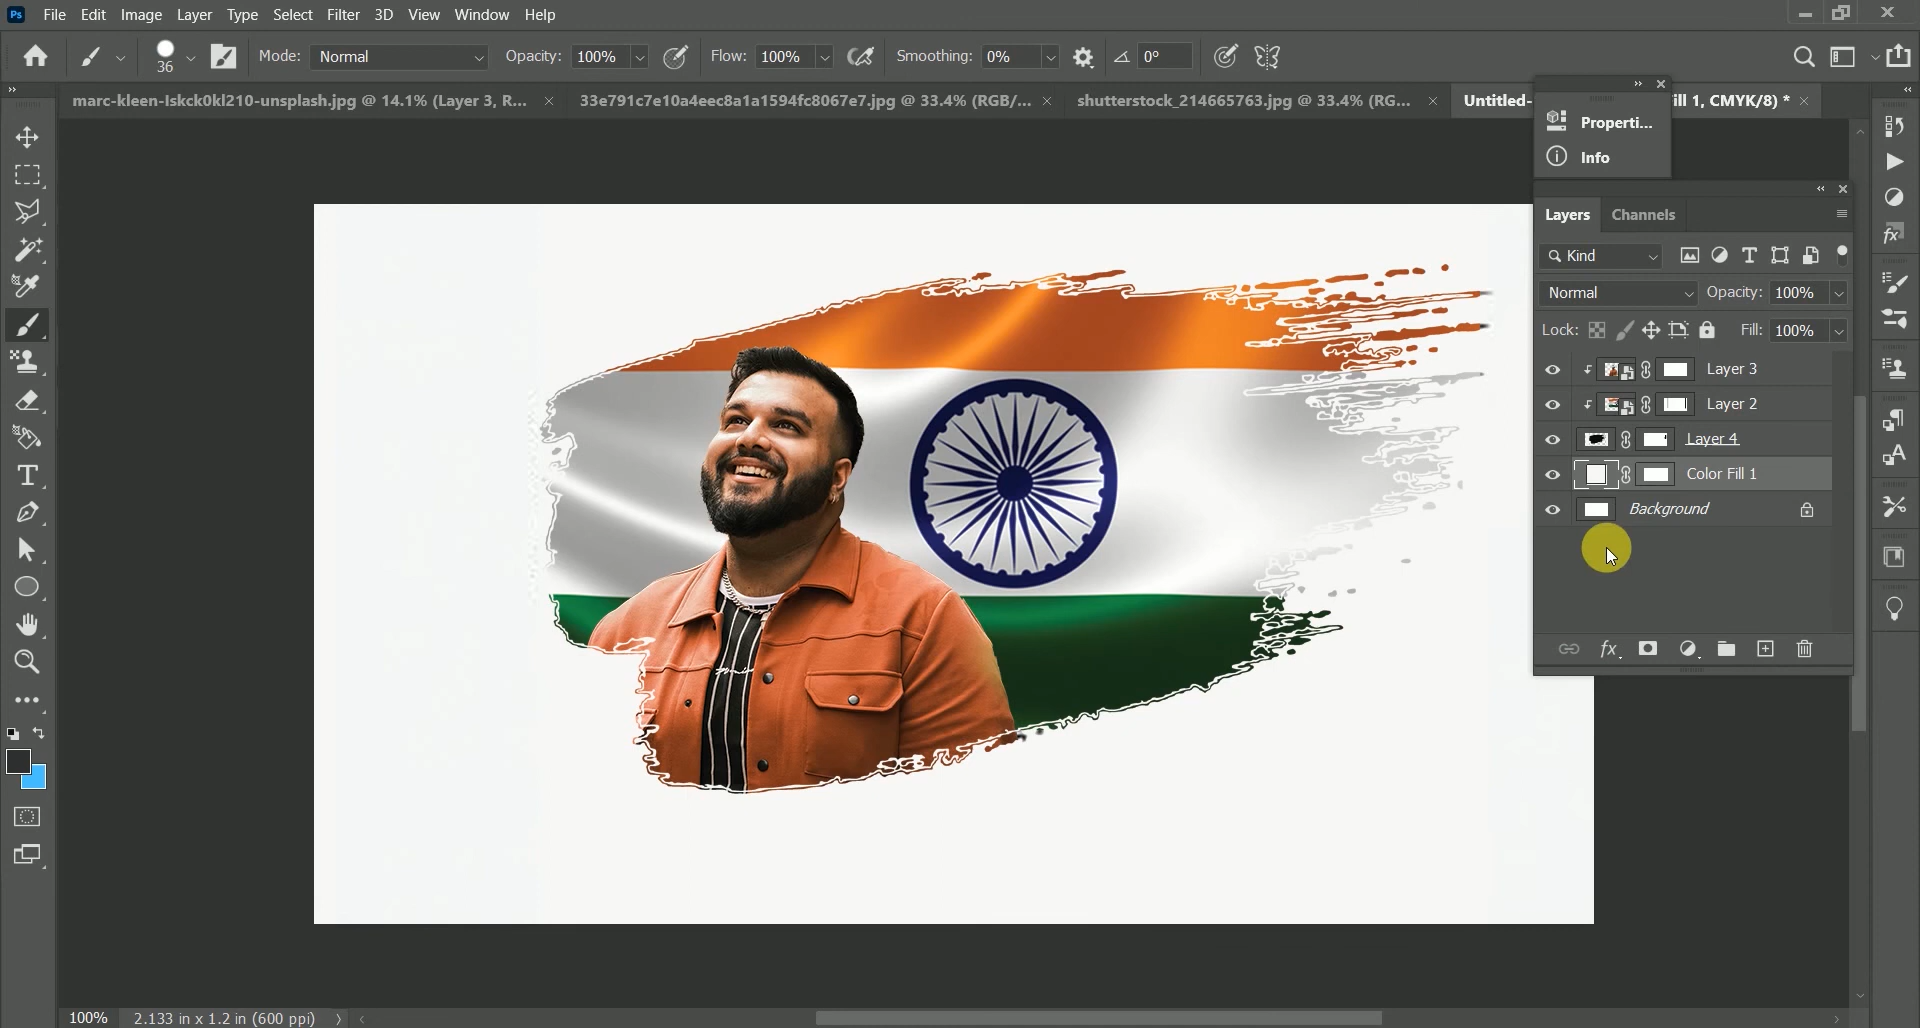 Ps File Edit Image Layer Type Select Filter 3D View Window Help
36 Mode: Normal Opacity: 100% Flow: 100% Smoothing: 0% 0°
marc-kleen-Iskck0kl210-unsplash.jpg @ 14.1% (Layer 3, R... × 33e791c7e10a4eec8a1a1594fc8067e7.jpg @ 33.4% (RGB/... × shutterstock_214665763.jpg @ 33.4% (RG... × Untitled- ill 1, CMYK/8) * ×
Properti...
Info
Layers Channels
Kind
Normal Opacity: 100%
Lock: Fill: 100%
Layer 3
Layer 2
Layer 4
Color Fill 1
Background
fx
100% 2.133 in x 1.2 in (600 ppi)